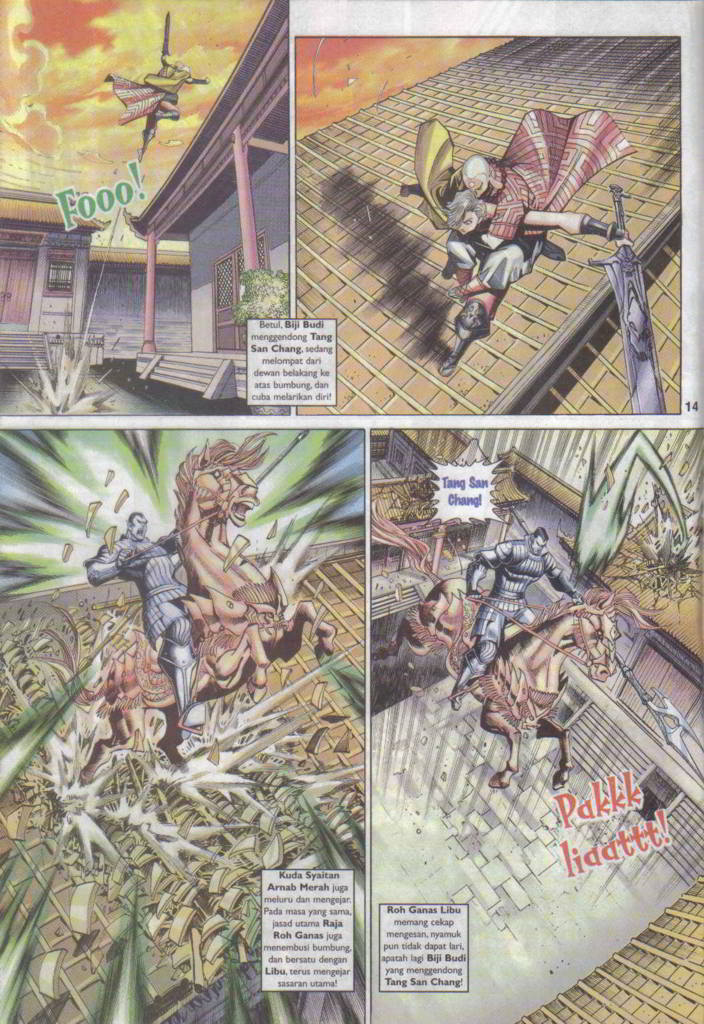 Fooo!
Betul, Biji Budi
menggendong Tang
San Chang, sedang
melompat dari
dewan belakang ke
atas bumbung, dan
cuba melarikan diri!
14
Kuda Syaitan
Arnab Merah juga
meluru dan mengejar.
Pada masa yang sama,
jasad utama Raja
Roh Ganas juga
menembusi bumbung,
dan bersatu dengan
Libu, terus mengejar
sasaran utama!
Tang San
Chang!
Pakkk
liaattt!
Roh Ganas Libu
memang cekap
mengesan, nyamuk
pun tidak dapat lari,
apatah lagi Biji Budi
yang menggendong
Tang San Chang!